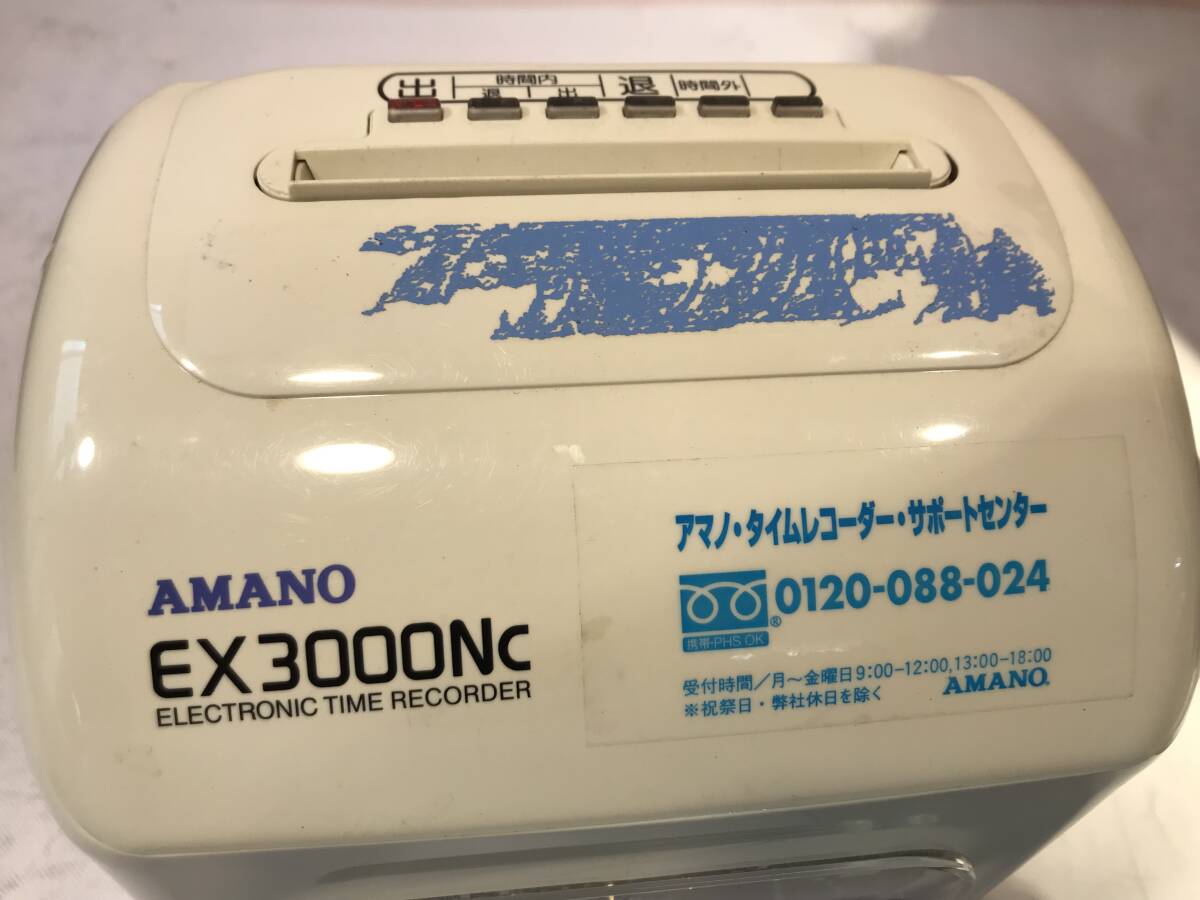 出 時間内 退 時間外
退 出
アマノ・タイムレコーダー・サポートセンター
0120-088-024
携帯・PHS OK
受付時間/月〜金曜日9:00-12:00,13:00-18:00
※祝祭日・弊社休日を除く
AMANO
AMANO
EX3000Nc
ELECTRONIC TIME RECORDER